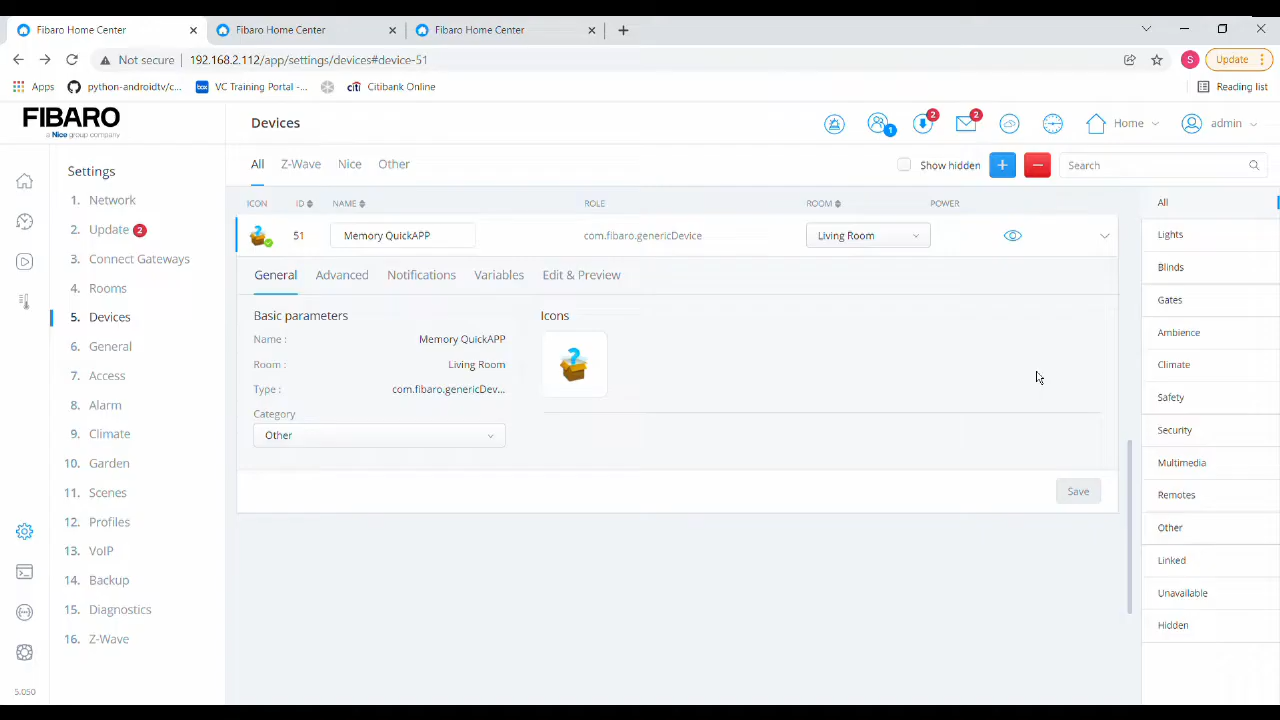 Fibaro Home Center
Fibaro Home Center
Fibaro Home Center
Not secure
192.168.2.112/app/settings/devices#device-51
S
Update
Apps
python-androidtv/c...
box
VC Training Portal -...
citi
Citibank Online
Reading list
FIBARO
a Nice group company
Devices
1
2
2
Home
admin
Settings
1. Network
2. Update 2
3. Connect Gateways
4. Rooms
5. Devices
6. General
7. Access
8. Alarm
9. Climate
10. Garden
11. Scenes
12. Profiles
13. VoIP
14. Backup
15. Diagnostics
16. Z-Wave
5.050
All Z-Wave Nice Other
Show hidden
+
−
Search
ICON ID NAME ROLE ROOM POWER
51 Memory QuickAPP com.fibaro.genericDevice Living Room
General Advanced Notifications Variables Edit & Preview
Basic parameters
Name : Memory QuickAPP
Room : Living Room
Type : com.fibaro.genericDev...
Category
Other
Icons
Save
All
Lights
Blinds
Gates
Ambience
Climate
Safety
Security
Multimedia
Remotes
Other
Linked
Unavailable
Hidden